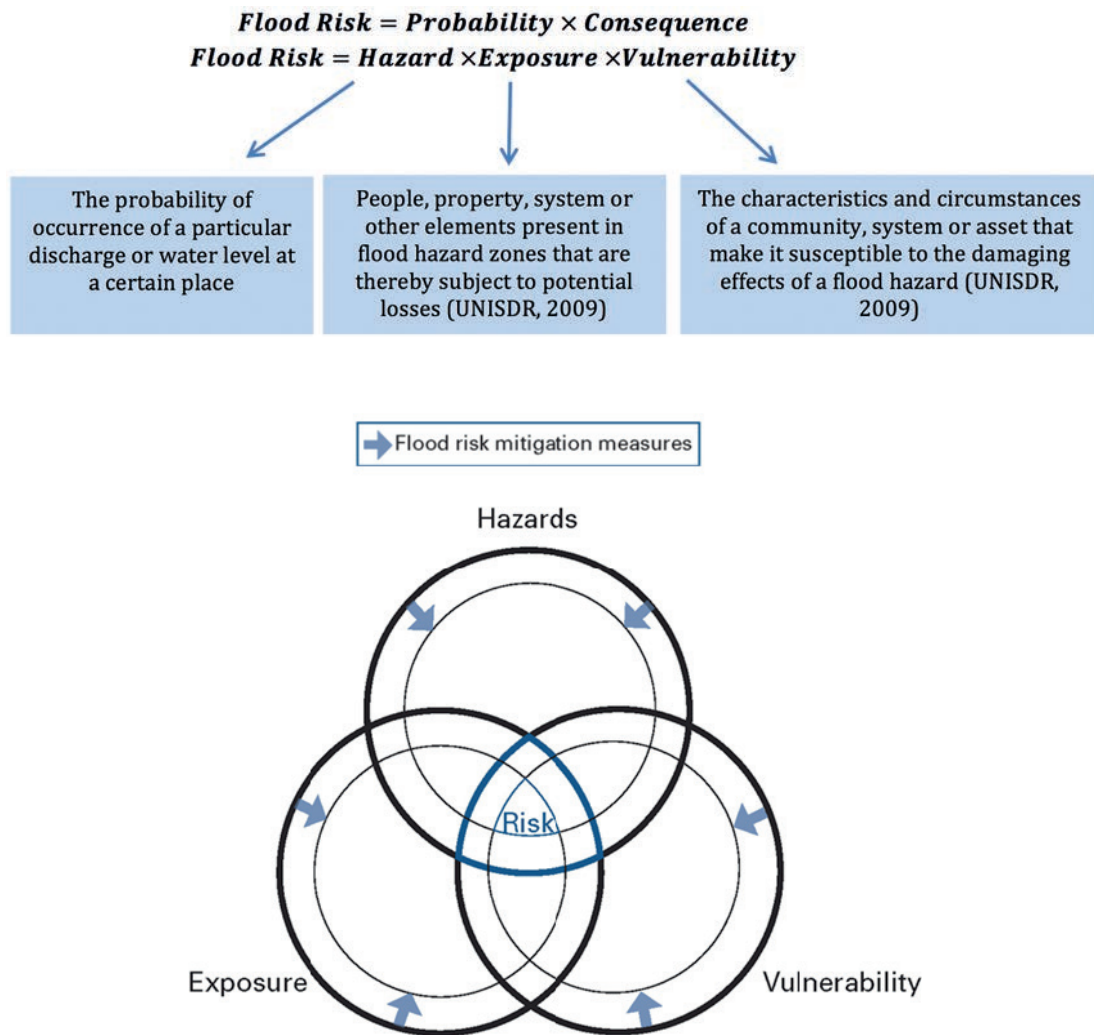 Flood Risk = Probability × Consequence
Flood Risk = Hazard ×Exposure ×Vulnerability
The probability of
occurrence of a particular
discharge or water level at
a certain place
People, property, system or
other elements present in
flood hazard zones that are
thereby subject to potential
losses (UNISDR, 2009)
The characteristics and circumstances
of a community, system or asset that
make it susceptible to the damaging
effects of a flood hazard (UNISDR,
2009)
Flood risk mitigation measures
Hazards
Risk
Exposure
Vulnerability